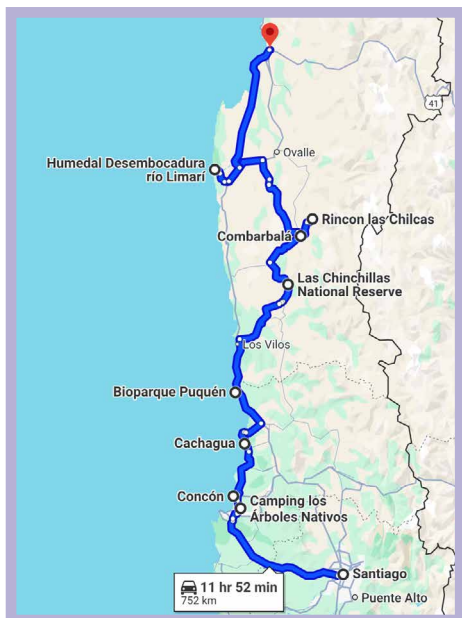 41
Ovalle
Humedal Desembocadura
río Limarí
Rincon las Chilcas
Combarbalá
Las Chinchillas
National Reserve
Los Vilos
Bioparque Puquén
Cachagua
Concón
Camping los
Árboles Nativos
Santiago
11 hr 52 min
752 km
Puente Alto